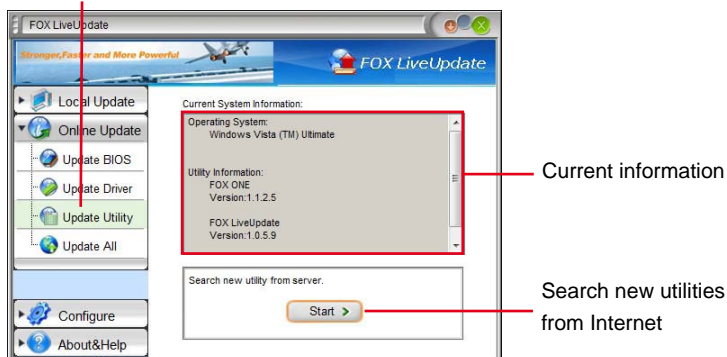 FOX LiveUpdate
Stronger,Faster and More Powerful
FOX LiveUpdate
Local Update
Online Update
Update BIOS
Update Driver
Update Utility
Update All
Configure
About&Help
Current System Information:
Operating System:
Windows Vista (TM) Ultimate
Utility Information:
FOX ONE
Version:1.1.2.5
FOX LiveUpdate
Version:1.0.5.9
Search new utility from server.
Start >
Current information
Search new utilities
from Internet